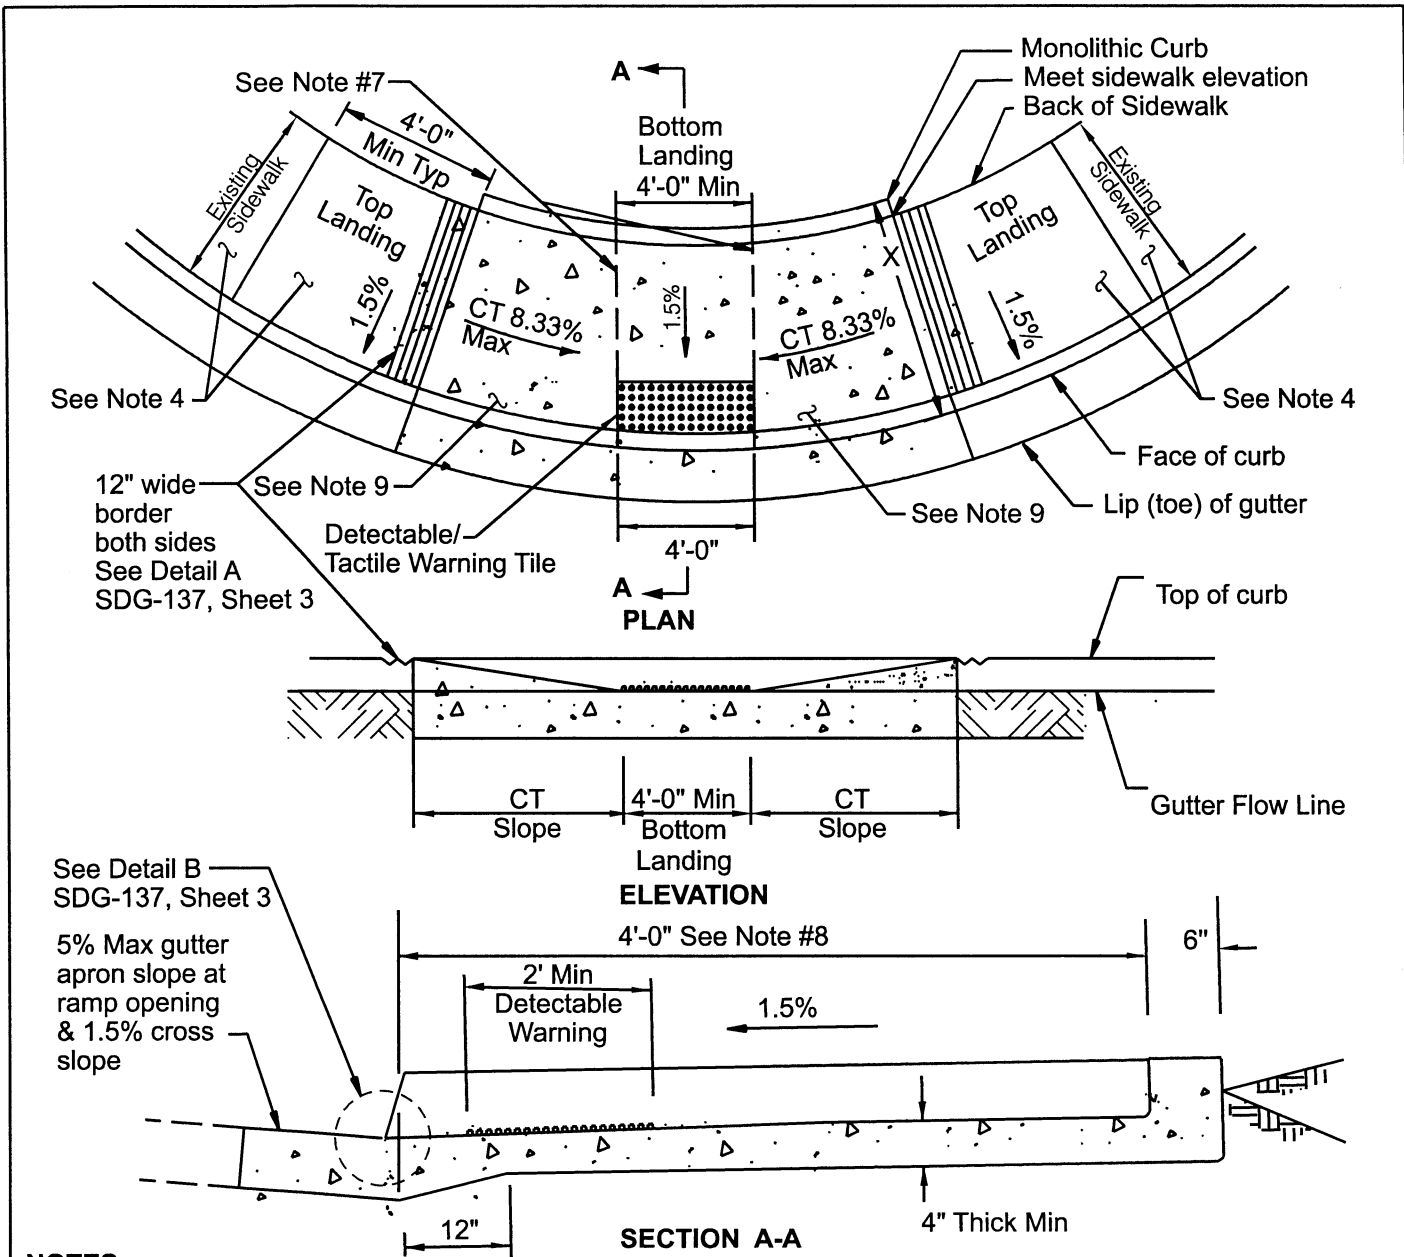 See Note #7
A
Monolithic Curb
Meet sidewalk elevation
Back of Sidewalk
4'-0"
Min Typ
Bottom
Landing
4'-0" Min
Existing
Sidewalk
Top
Landing
1.5%
CT 8.33%
Max
1.5%
CT 8.33%
Max
X
Top
Landing
1.5%
Existing
Sidewalk
See Note 4
See Note 4
Face of curb
12" wide
border
both sides
See Detail A
SDG-137, Sheet 3
See Note 9
Detectable/
Tactile Warning Tile
See Note 9
Lip (toe) of gutter
4'-0"
A
PLAN
Top of curb
CT
Slope
4'-0" Min
Bottom
Landing
CT
Slope
Gutter Flow Line
ELEVATION
See Detail B
SDG-137, Sheet 3
5% Max gutter
apron slope at
ramp opening
& 1.5% cross
slope
4'-0" See Note #8
6"
2' Min
Detectable
Warning
1.5%
12"
4" Thick Min
SECTION A-A